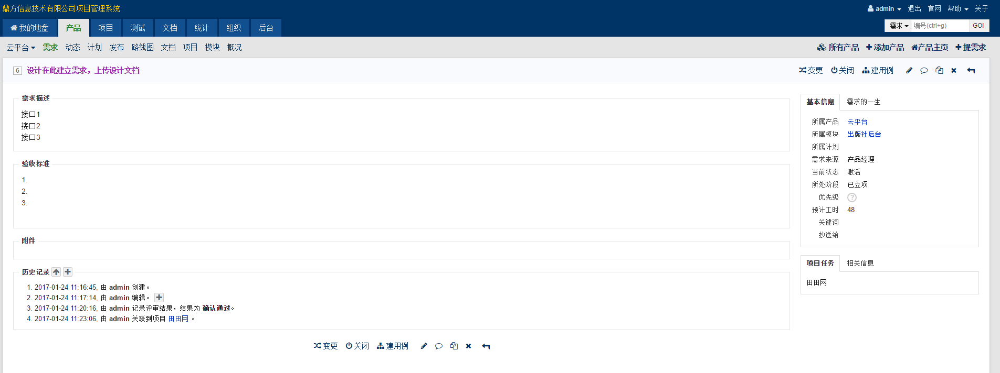 鼎方信息技术有限公司项目管理系统
admin 退出 官网 帮助 关于
我的地盘 产品 项目 测试 文档 统计 组织 后台
需求 编号(ctrl+g) GO!
云平台 需求 动态 计划 发布 路线图 文档 项目 模块 概况
所有产品 添加产品 产品主页 提需求
6 设计在此建立需求，上传设计文档
变更 关闭 建用例
需求描述
接口1
接口2
接口3
验收标准
1.
2.
3.
附件
历史记录
1. 2017-01-24 11:16:45, 由 admin 创建。
2. 2017-01-24 11:17:14, 由 admin 编辑。
3. 2017-01-24 11:20:16, 由 admin 记录评审结果，结果为 确认通过。
4. 2017-01-24 11:23:06, 由 admin 关联到项目 田田网 。
变更 关闭 建用例
基本信息 需求的一生
所属产品 云平台
所属模块 出版社后台
所属计划
需求来源 产品经理
当前状态 激活
所处阶段 已立项
优先级 ?
预计工时 48
关键词
抄送给
项目任务 相关信息
田田网